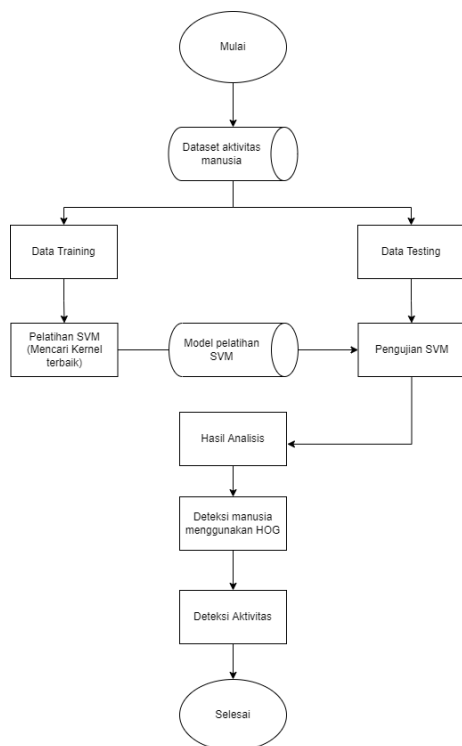 Mulai
Dataset aktivitas
manusia
Data Training
Data Testing
Pelatihan SVM
(Mencari Kernel
terbaik)
Model pelatihan
SVM
Pengujian SVM
Hasil Analisis
Deteksi manusia
menggunakan HOG
Deteksi Aktivitas
Selesai